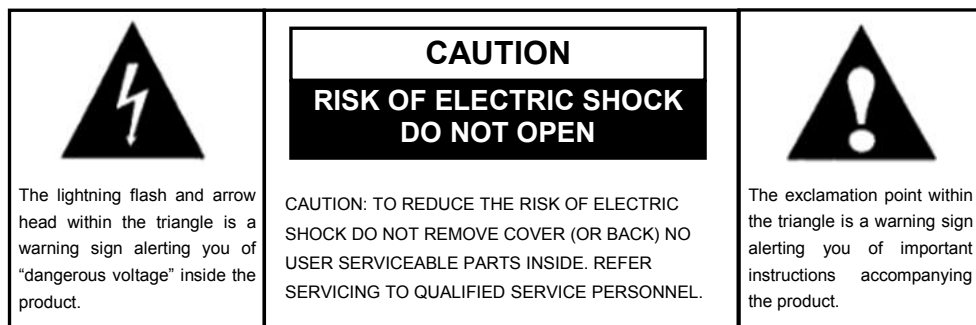 The lightning flash and arrow
head within the triangle is a
warning sign alerting you of
“dangerous voltage” inside the
product.
CAUTION
RISK OF ELECTRIC SHOCK
DO NOT OPEN
CAUTION: TO REDUCE THE RISK OF ELECTRIC
SHOCK DO NOT REMOVE COVER (OR BACK) NO
USER SERVICEABLE PARTS INSIDE. REFER
SERVICING TO QUALIFIED SERVICE PERSONNEL.
The exclamation point within
the triangle is a warning sign
alerting you of important
instructions accompanying
the product.